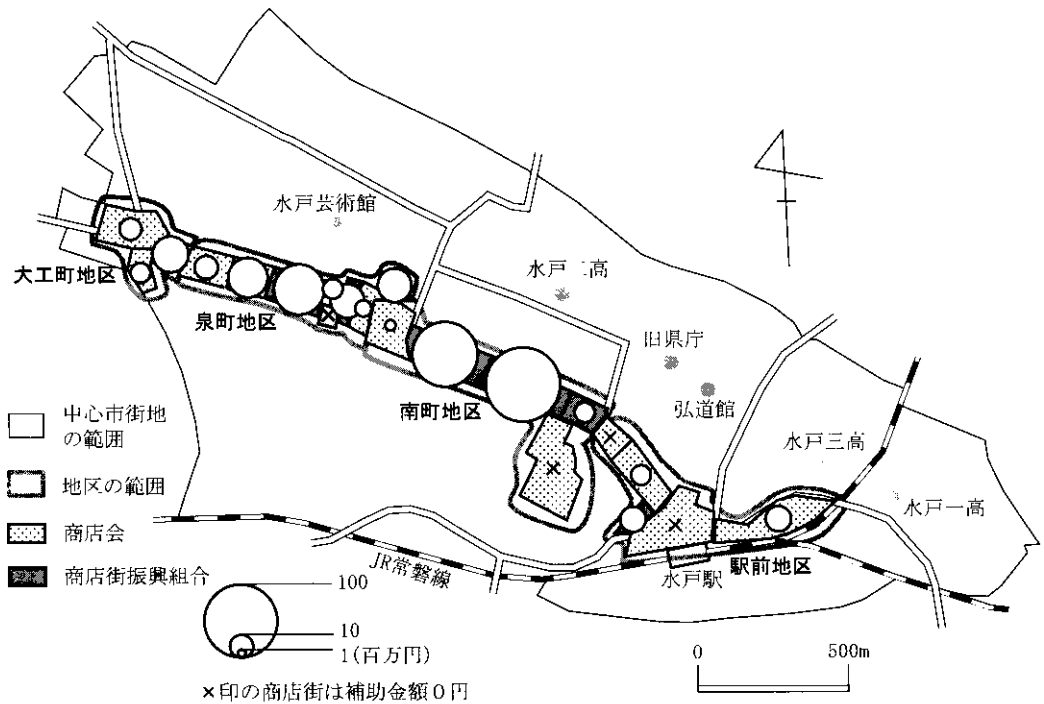 水戸芸術館
水戸二高
旧県庁
弘道館
水戸三高
水戸一高
大工町地区
泉町地区
南町地区
駅前地区
水戸駅
JR常磐線
中心市街地
の範囲
地区の範囲
商店会
商店街振興組合
100
10
1(百万円)
×印の商店街は補助金額0円
0
500m